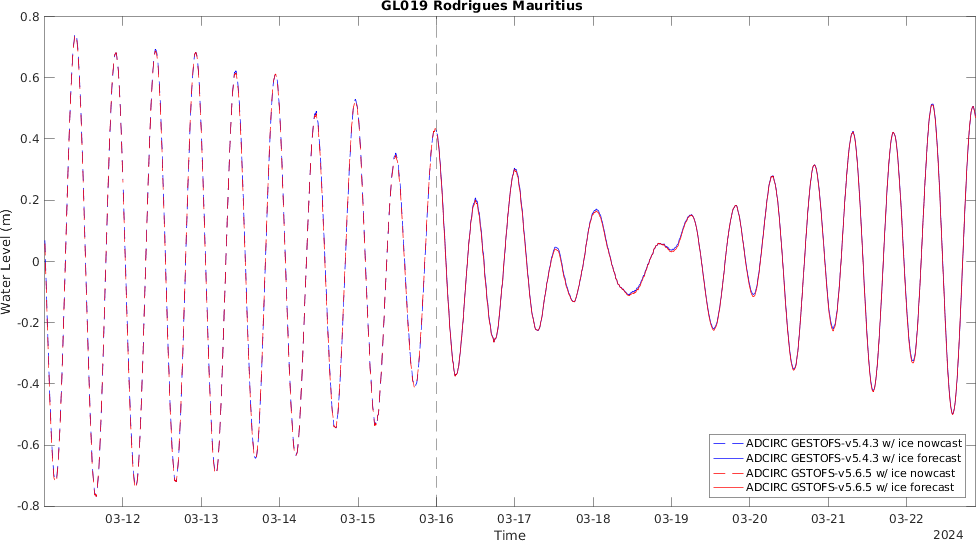 GL019 Rodrigues Mauritius
0.8
0.6
0.4
0.2
0
-0.2
-0.4
-0.6
-0.8
Water Level (m)
ADCIRC GESTOFS-v5.4.3 w/ ice nowcast
ADCIRC GESTOFS-v5.4.3 w/ ice forecast
ADCIRC GSTOFS-v5.6.5 w/ ice nowcast
ADCIRC GSTOFS-v5.6.5 w/ ice forecast
03-12 03-13 03-14 03-15 03-16 03-17 03-18 03-19 03-20 03-21 03-22
Time
2024